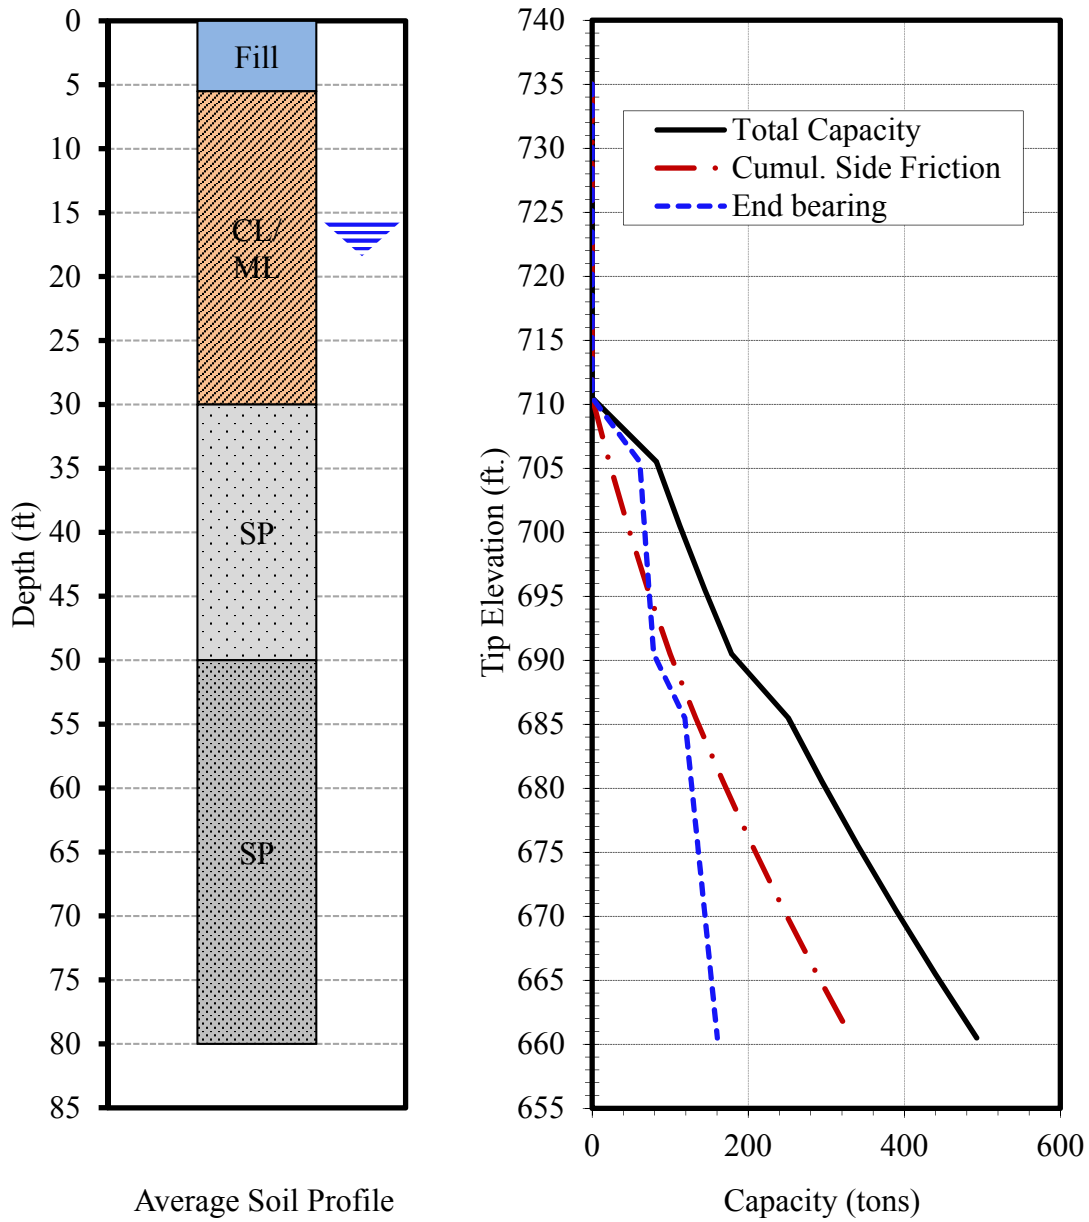 0
5
10
15
20
25
30
35
40
45
50
55
60
65
70
75
80
85
Depth (ft)
Fill
CL/
ML
SP
SP
Average Soil Profile
740
735
730
725
720
715
710
705
700
695
690
685
680
675
670
665
660
655
Tip Elevation (ft.)
Total Capacity
Cumul. Side Friction
End bearing
0 200 400 600
Capacity (tons)